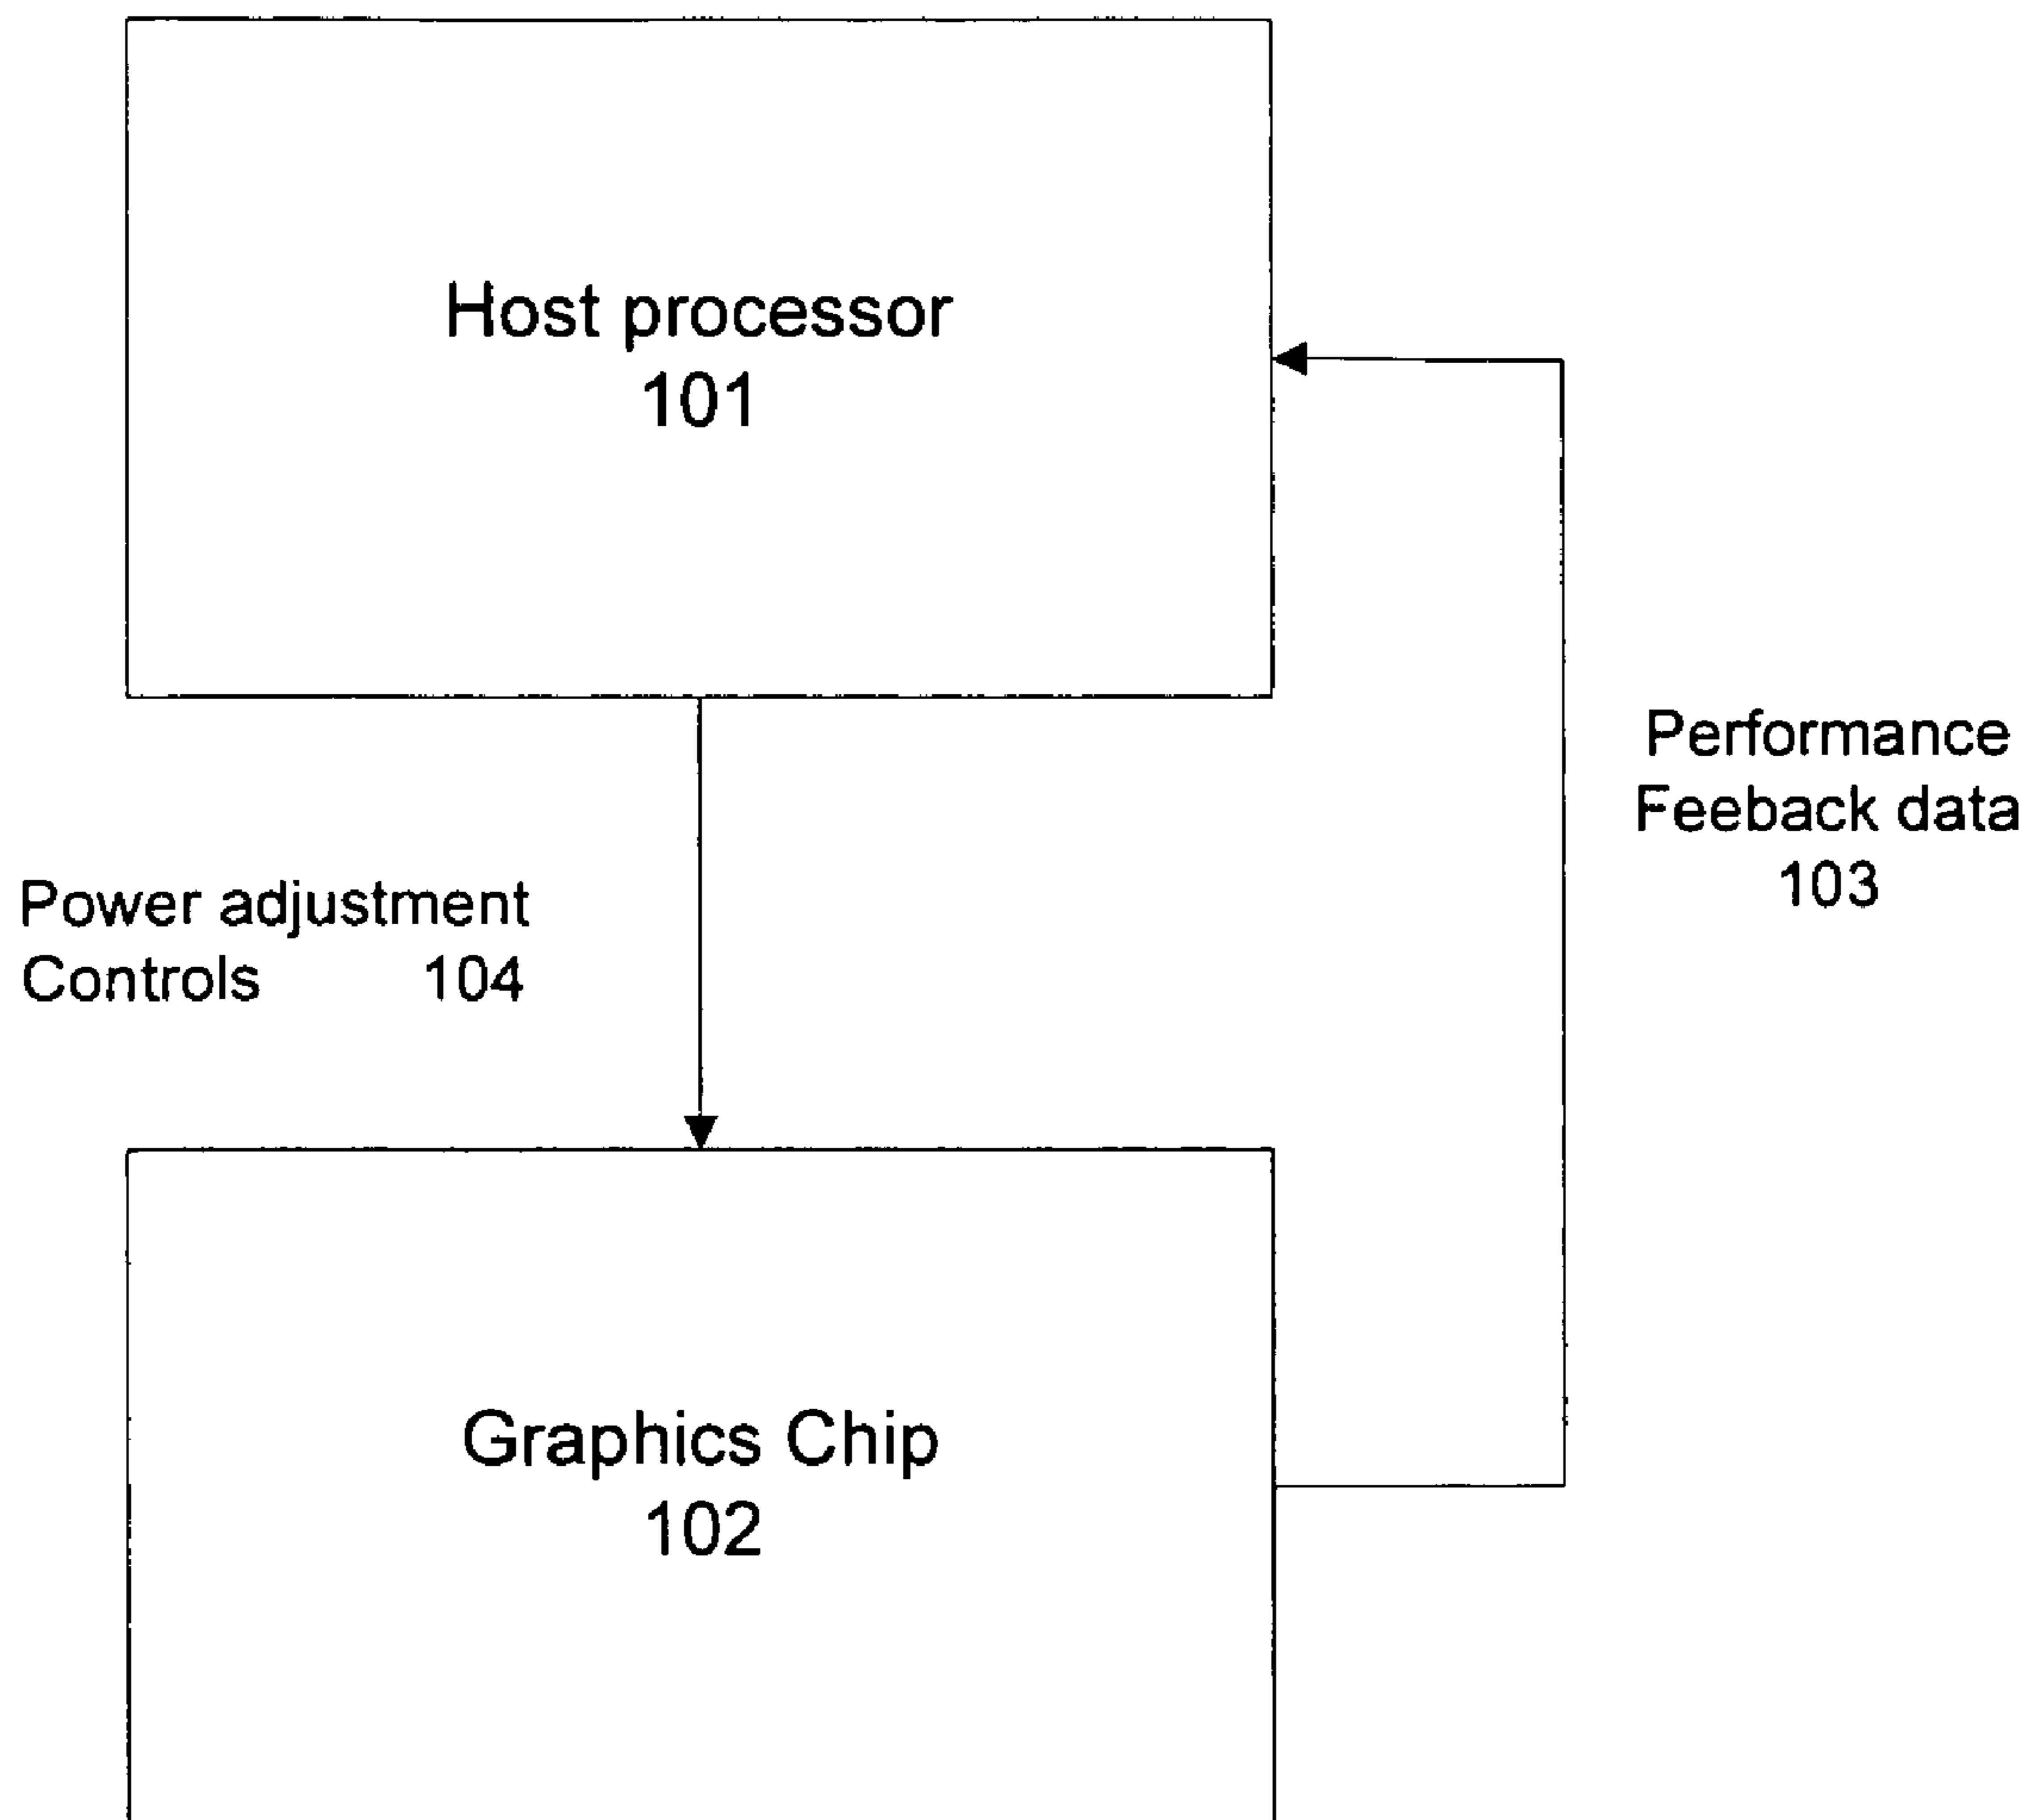 Host processor
101
Performance
Feeback data
103
Power adjustment
Controls 104
Graphics Chip
102